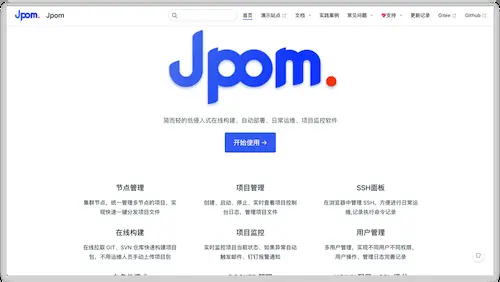 Jpom. Jpom
首页 演示站点 文档 实践案例 常见问题 ❤支持 更新记录 Gitee Github
Jpom.
简而轻的低侵入式在线构建、自动部署、日常运维、项目监控软件
开始使用 →
节点管理 项目管理 SSH面板
集群节点，统一管理多节点的项目，实 创建、启动、停止、实时查看项目控制 在浏览器中管理 SSH，方便进行日常运
现快速一键分发项目文件 台日志，管理项目文件 维,记录执行命令记录
在线构建 项目监控 用户管理
在线拉取 GIT、SVN 仓库快速构建项目 实时监控项目当前状态、如果异常自动 多用户管理，实现不同用户不同权限，
包，不用运维人员手动上传项目包 触发邮件、钉钉报警通知 用户操作、管理日志完善记录